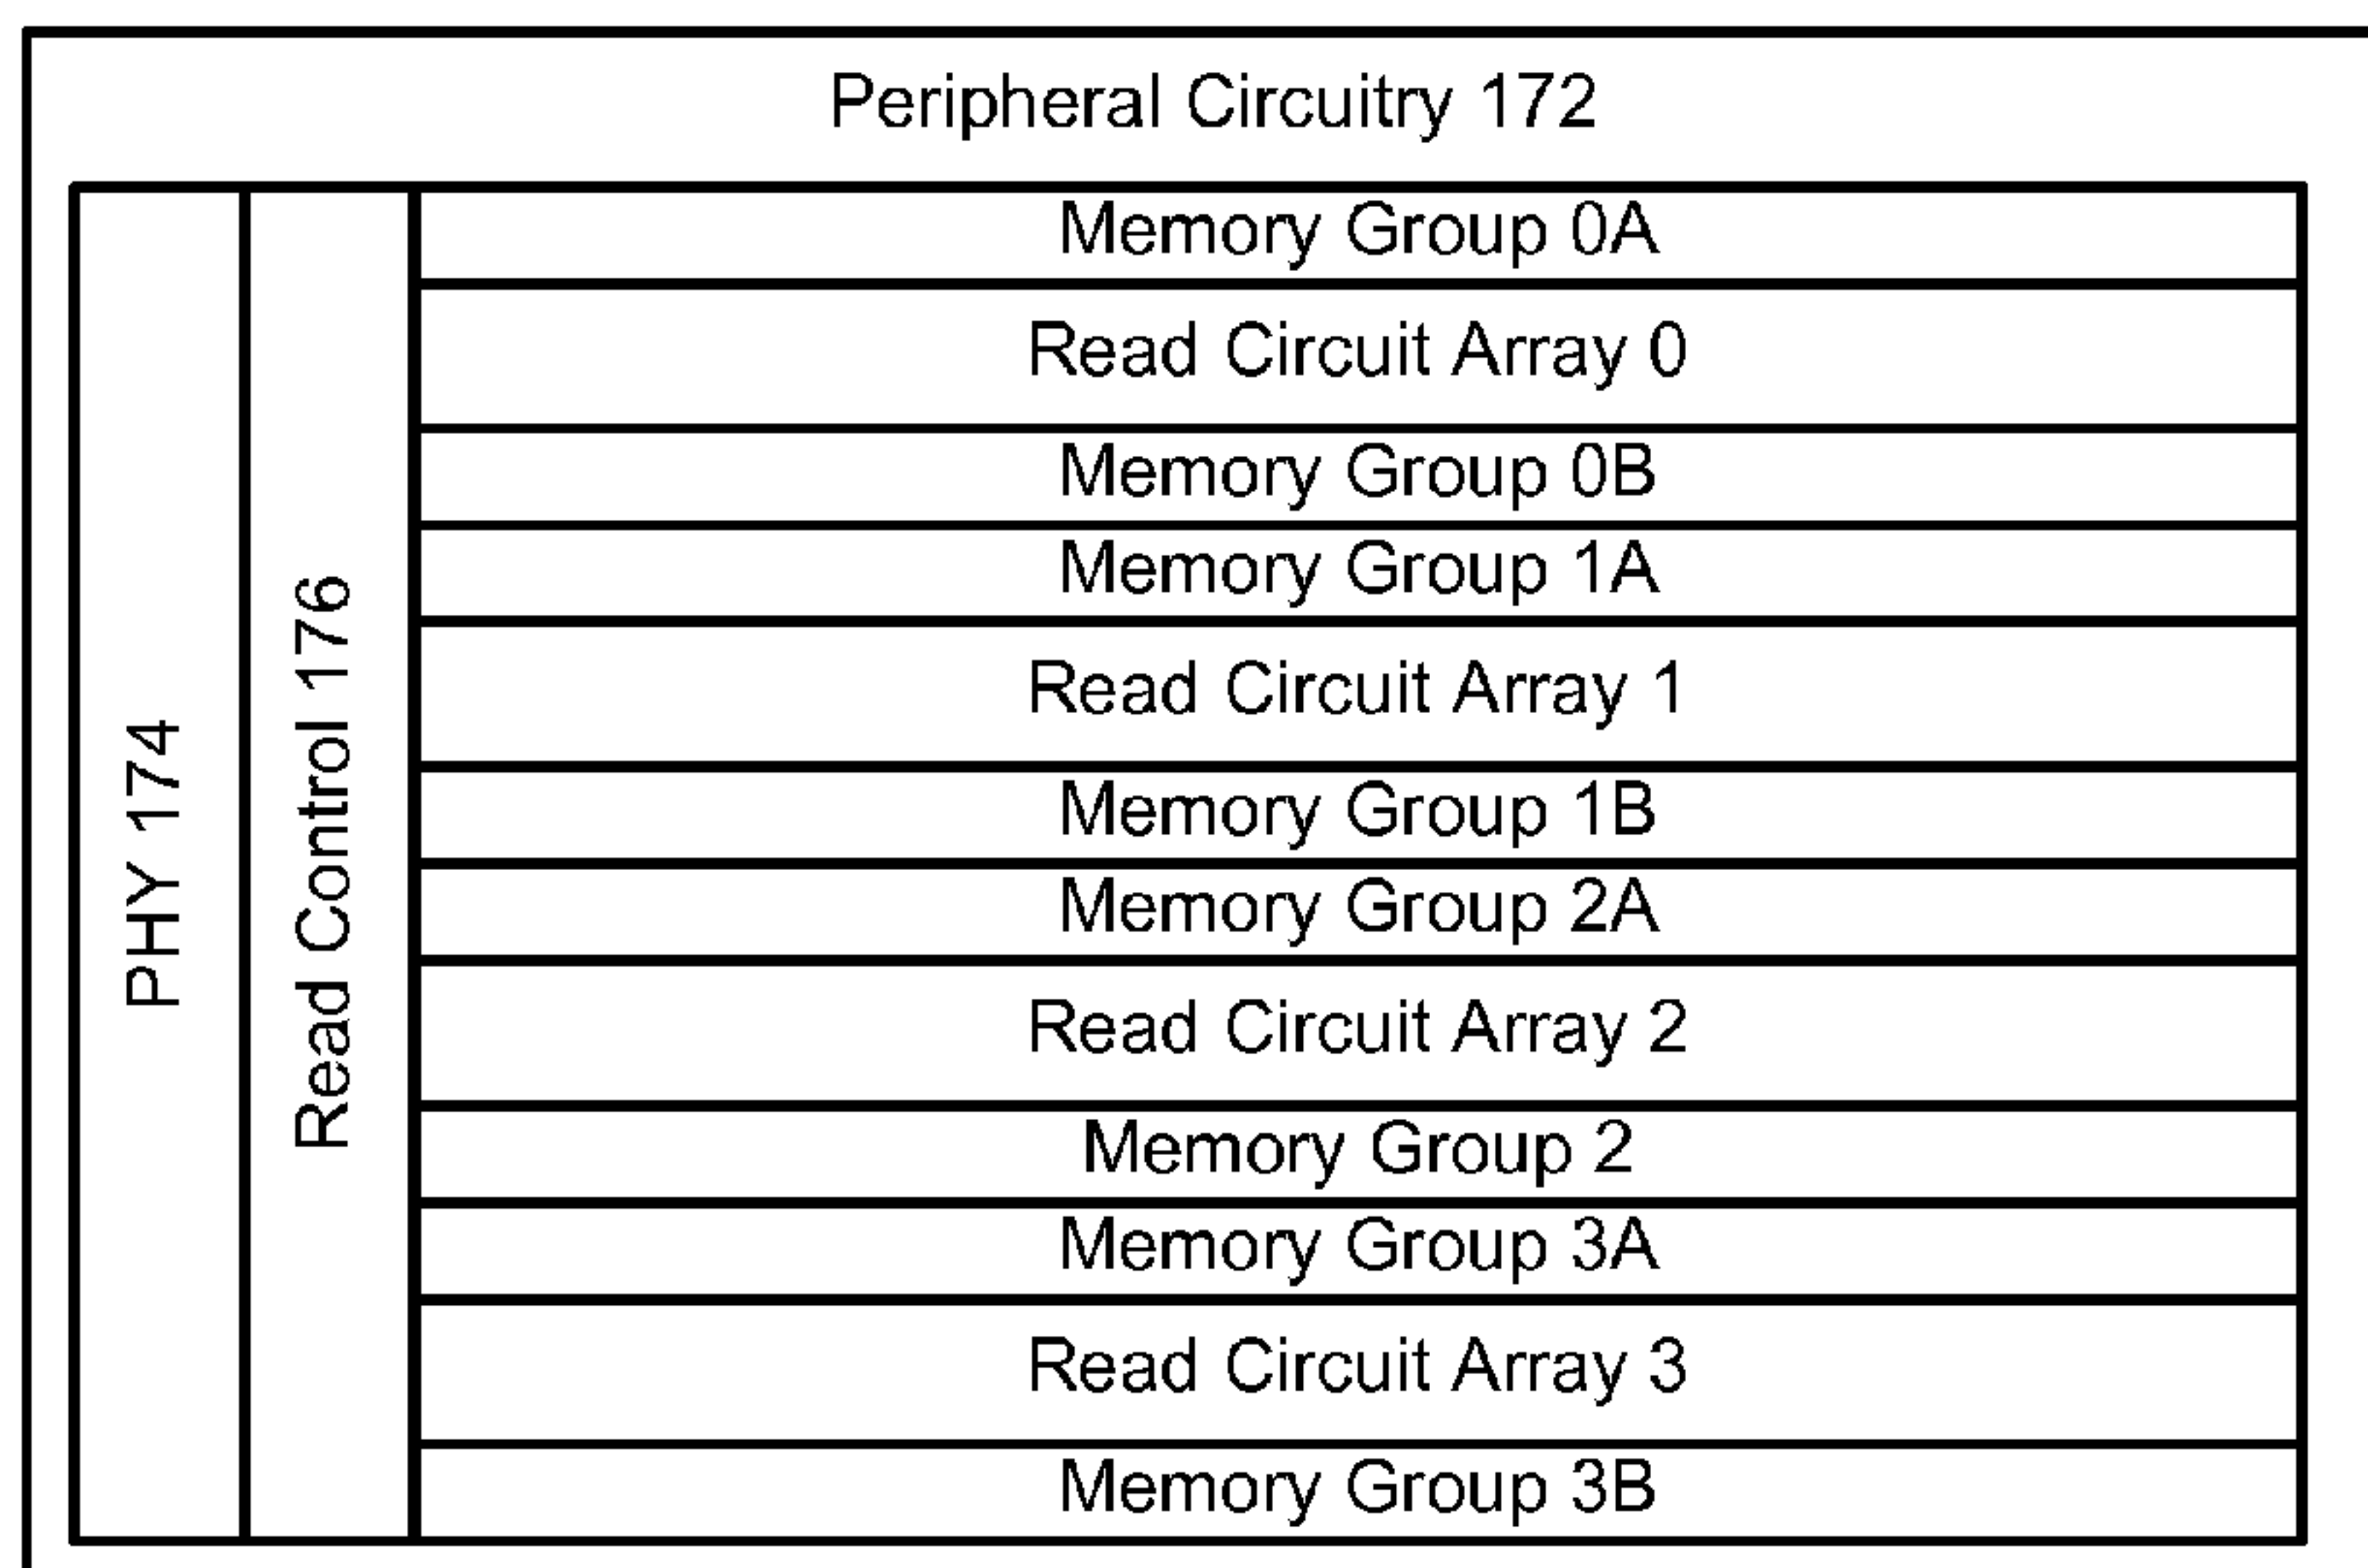 Peripheral Circuitry 172
PHY 174
Read Control 176
Memory Group 0A
Read Circuit Array 0
Memory Group 0B
Memory Group 1A
Read Circuit Array 1
Memory Group 1B
Memory Group 2A
Read Circuit Array 2
Memory Group 2
Memory Group 3A
Read Circuit Array 3
Memory Group 3B